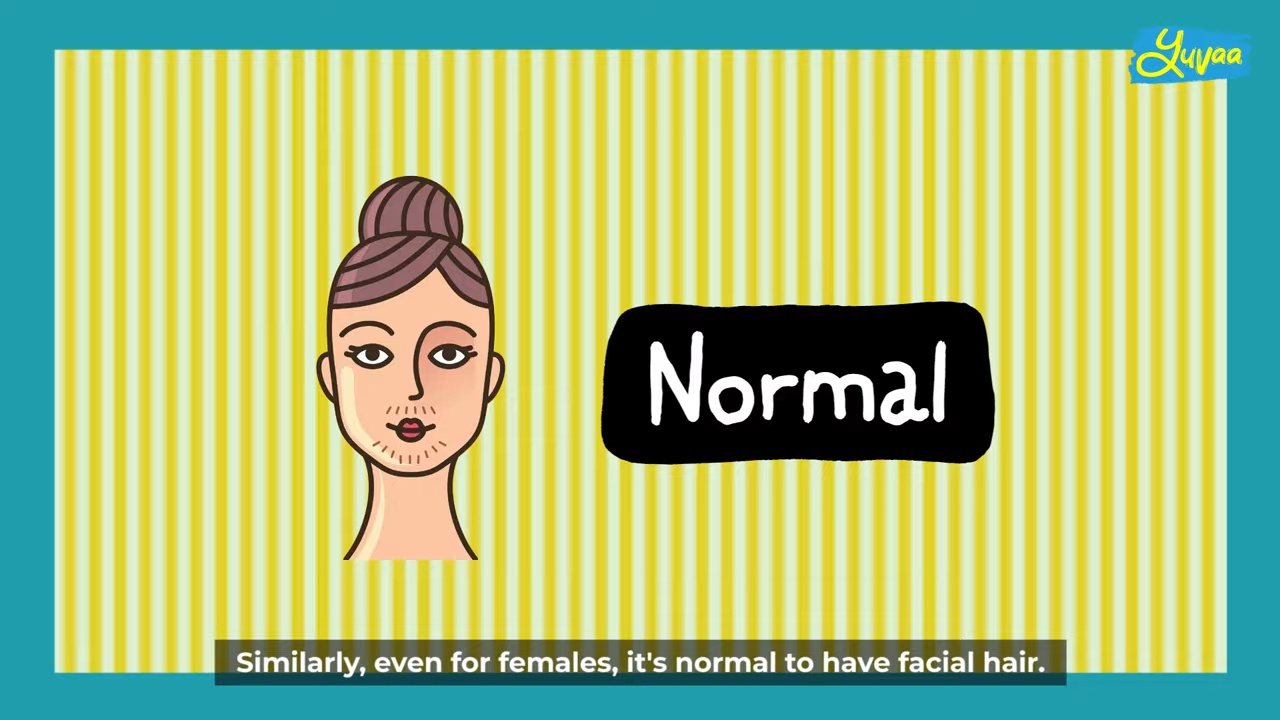 Yuvaa
Normal
Similarly, even for females, it's normal to have facial hair.